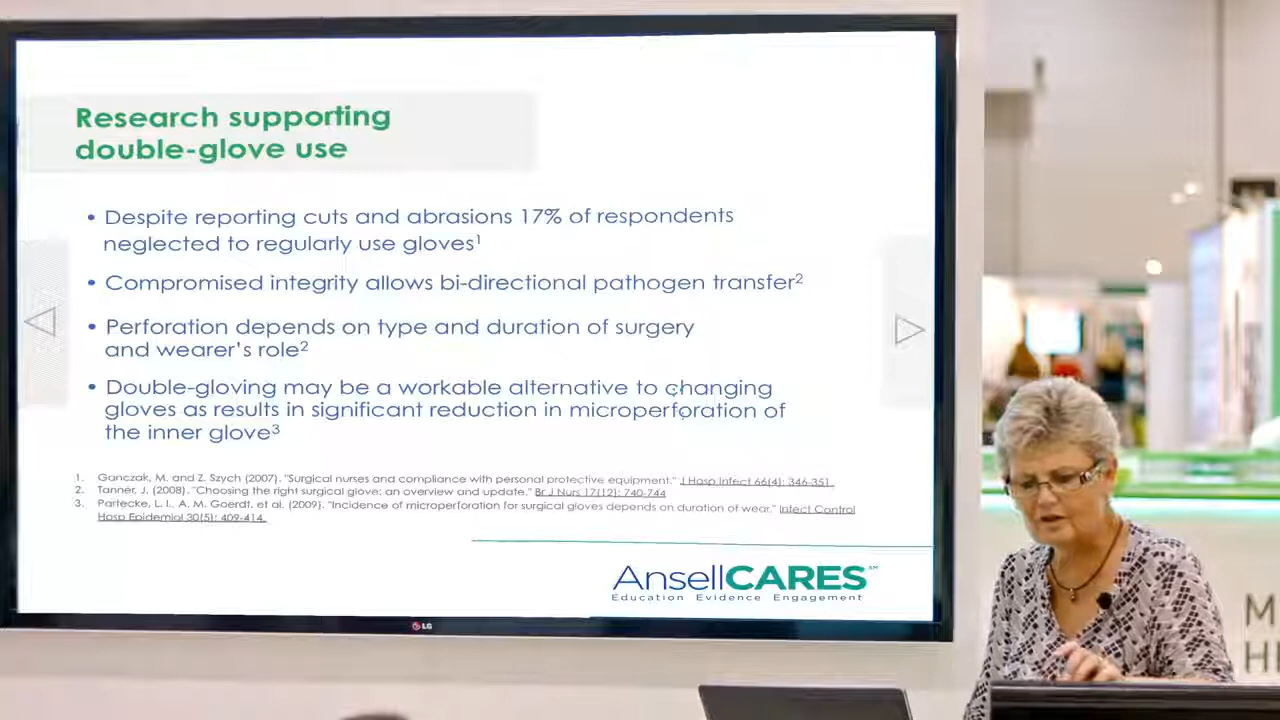 Research supporting
double-glove use
• Despite reporting cuts and abrasions 17% of respondents
neglected to regularly use gloves1
• Compromised integrity allows bi-directional pathogen transfer2
• Perforation depends on type and duration of surgery
and wearer's role2
• Double-gloving may be a workable alternative to changing
gloves as results in significant reduction in microperforation of
the inner glove3
1. Ganczak, M. and Z. Szych (2007). "Surgical nurses and compliance with personal protective equipment." J Hosp Infect 66(4): 346-351.
2. Tanner, J. (2008). "Choosing the right surgical glove: an overview and update." Br J Nurs 17(12): 740-744
3. Partecke, L. I., A. M. Goerdt, et al. (2009). "Incidence of microperforation for surgical gloves depends on duration of wear." Infect Control
Hosp Epidemiol 30(5): 409-414.
AnsellCARES℠
Education Evidence Engagement
LG